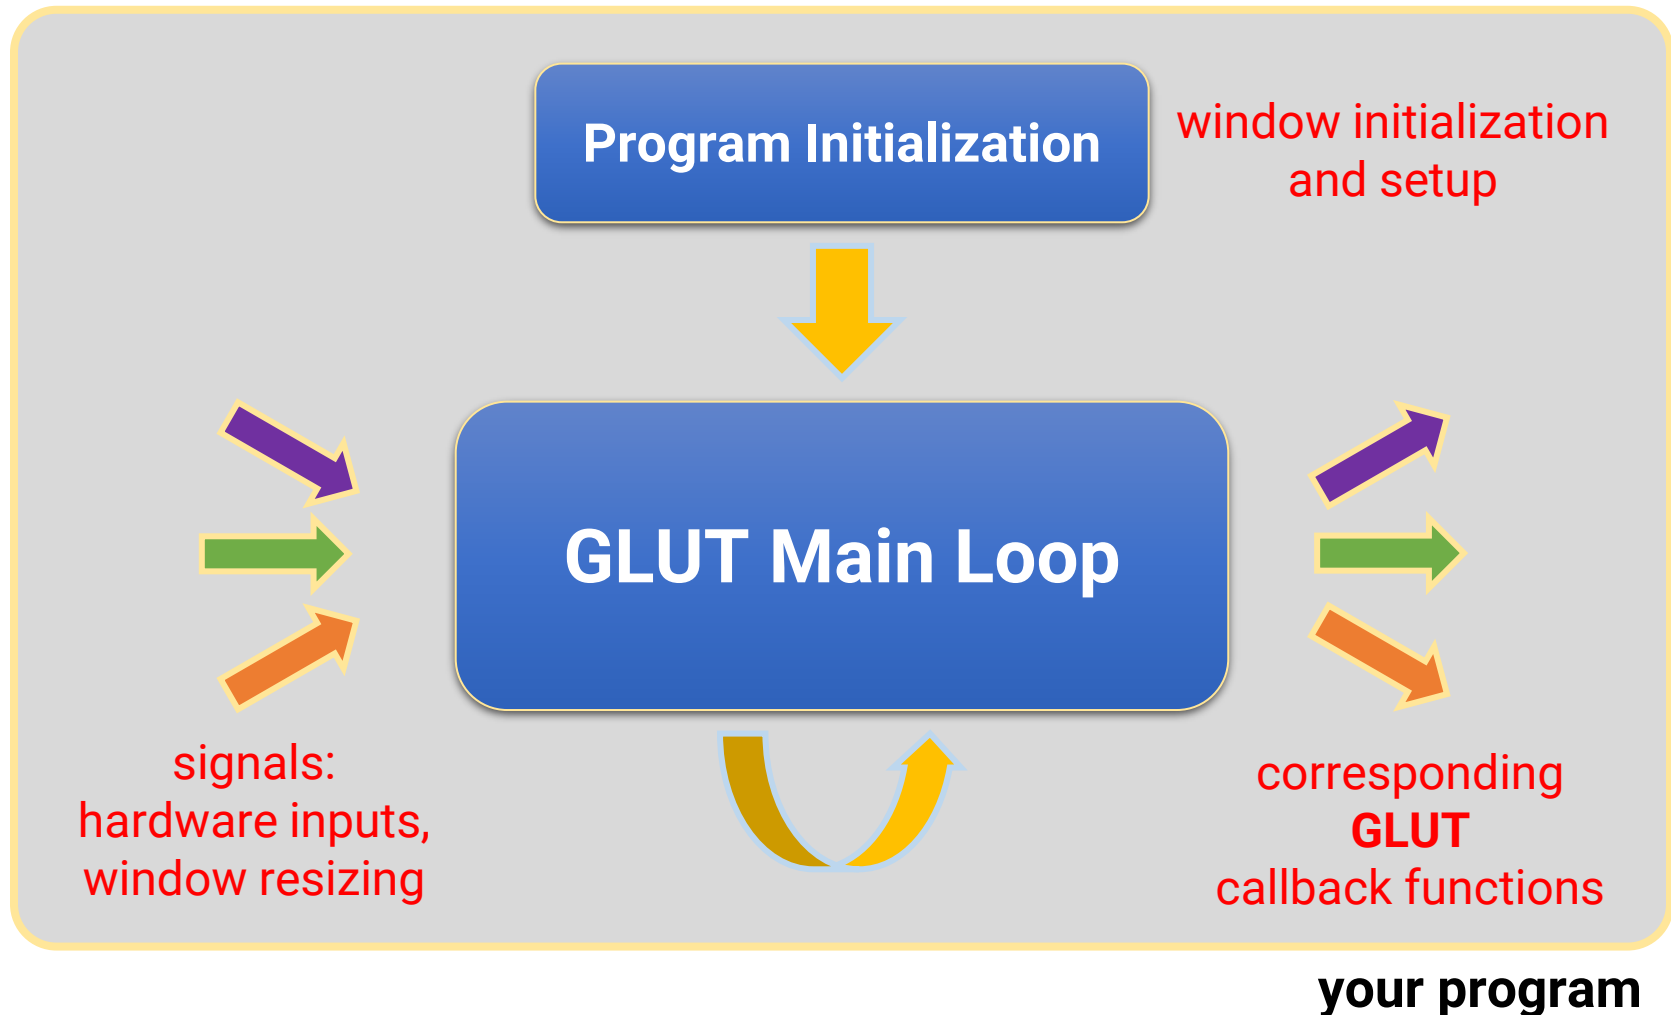 Program Initialization
window initialization
and setup
GLUT Main Loop
signals:
hardware inputs,
window resizing
corresponding
GLUT
callback functions
your program